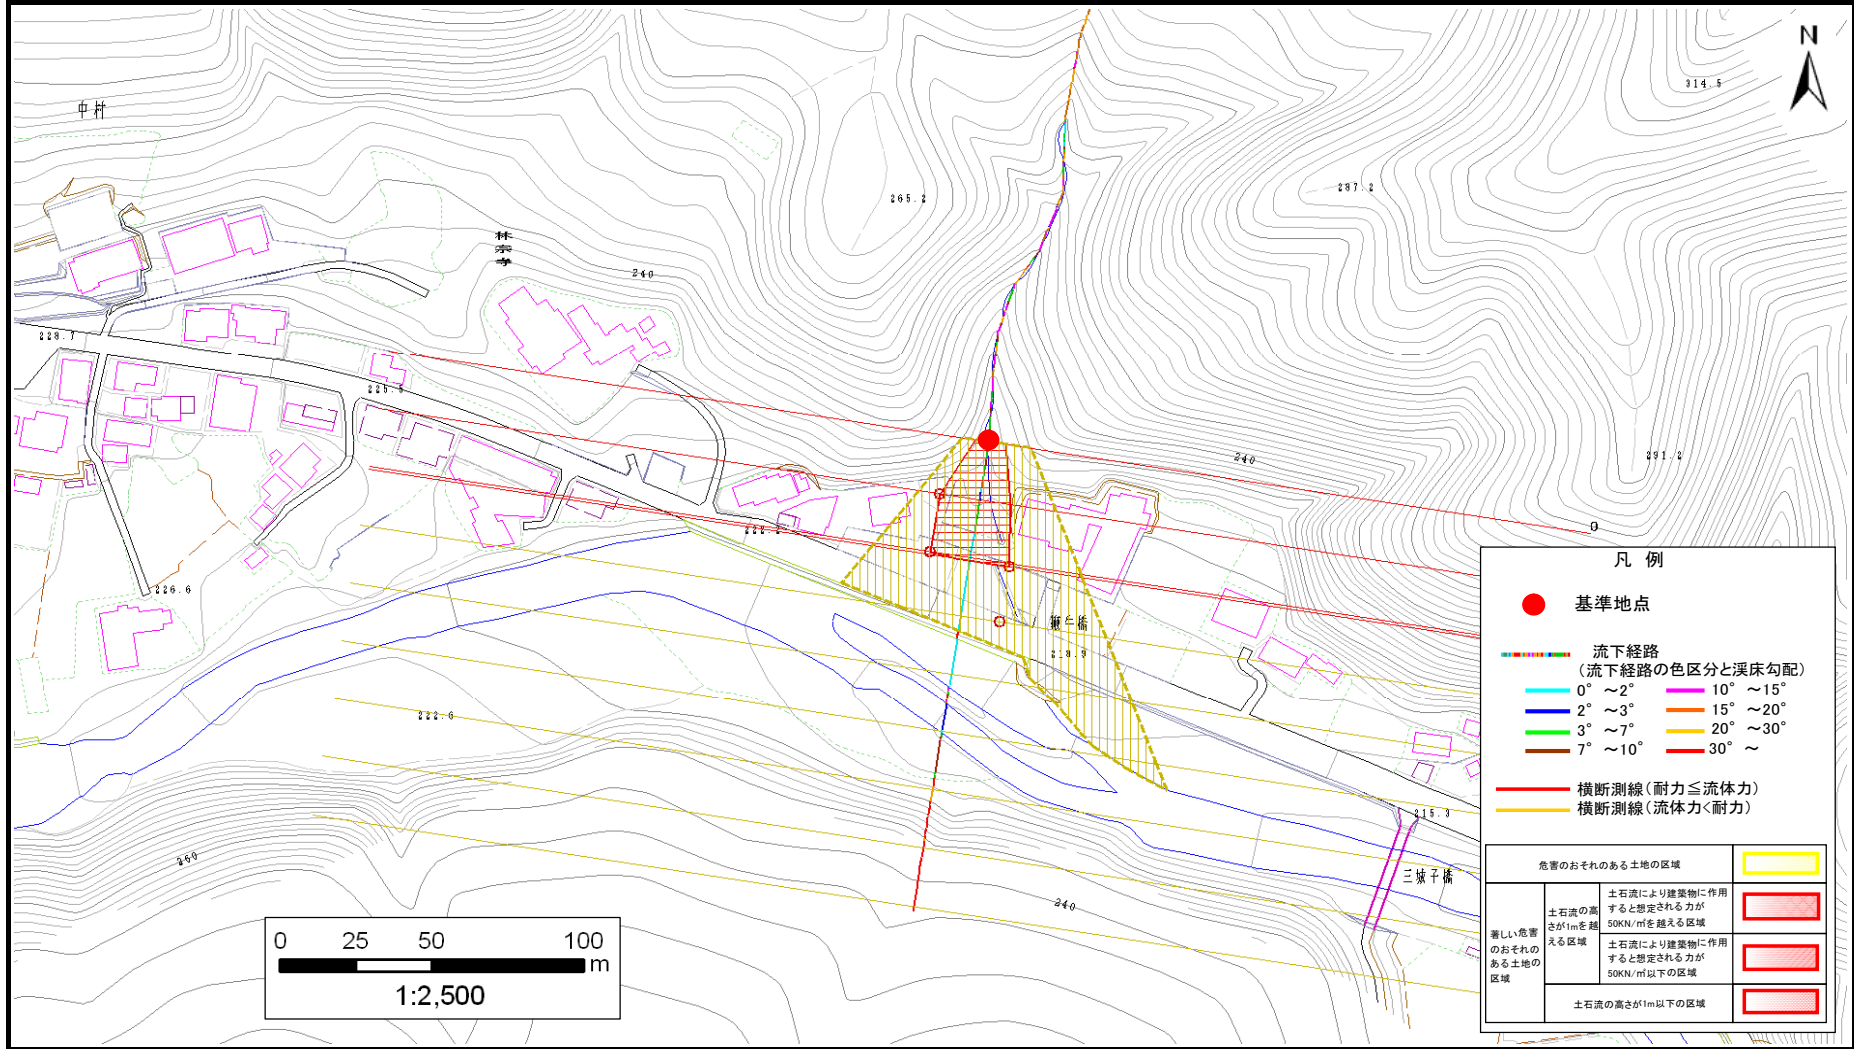 N
314.5
中村
287.2
265.2
林宗寺
240
228.7
225.5
240
291.2
0
226.6
218.9
222.6
215.3
三城子橋
260
240
0 25 50 100
m
1:2,500
凡 例
基準地点
流下経路
(流下経路の色区分と渓床勾配)
0° ～2° 10° ～15°
2° ～3° 15° ～20°
3° ～7° 20° ～30°
7° ～10° 30° ～
横断測線(耐力≦流体力)
横断測線(流体力<耐力)
危害のおそれのある土地の区域
著しい危害
のおそれの
ある土地の
区域
土石流の高
さが1mを越
える区域
土石流により建築物に作用
すると想定される力が
50KN/㎡を越える区域
土石流により建築物に作用
すると想定される力が
50KN/㎡以下の区域
土石流の高さが1m以下の区域